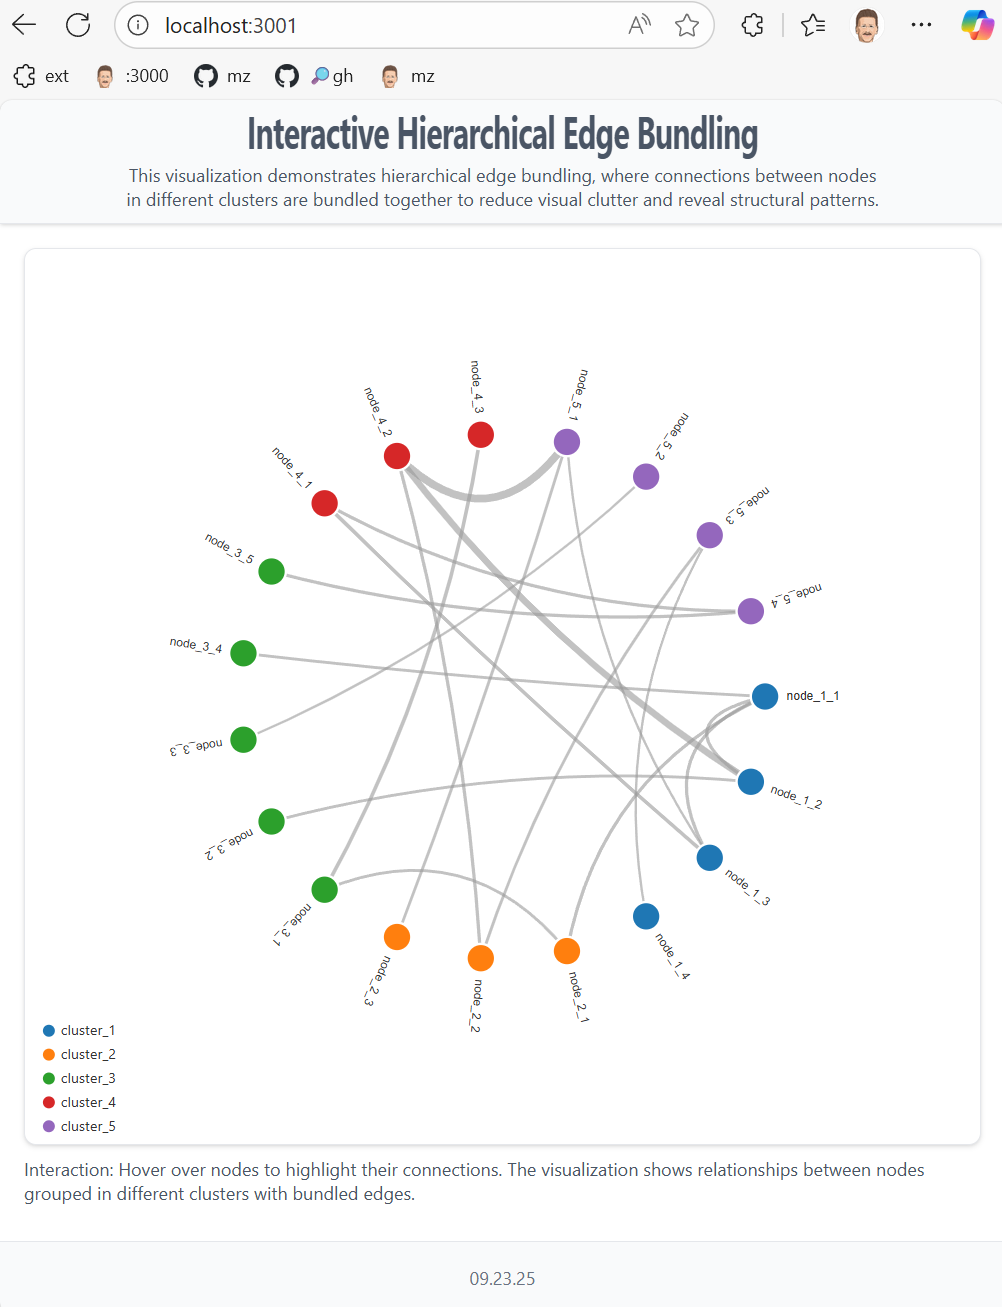 localhost:3001
ext :3000 mz gh mz
Interactive Hierarchical Edge Bundling
This visualization demonstrates hierarchical edge bundling, where connections between nodes
in different clusters are bundled together to reduce visual clutter and reveal structural patterns.
node_4_3
node_5_1
node_4_2
node_5_2
node_4_1
node_5_3
node_3_5
node_5_4
node_3_4
node_1_1
node_3_3
node_1_2
node_3_2
node_1_3
node_3_1
node_1_4
node_2_3
node_2_2
node_2_1
cluster_1
cluster_2
cluster_3
cluster_4
cluster_5
Interaction: Hover over nodes to highlight their connections. The visualization shows relationships between nodes
grouped in different clusters with bundled edges.
09.23.25